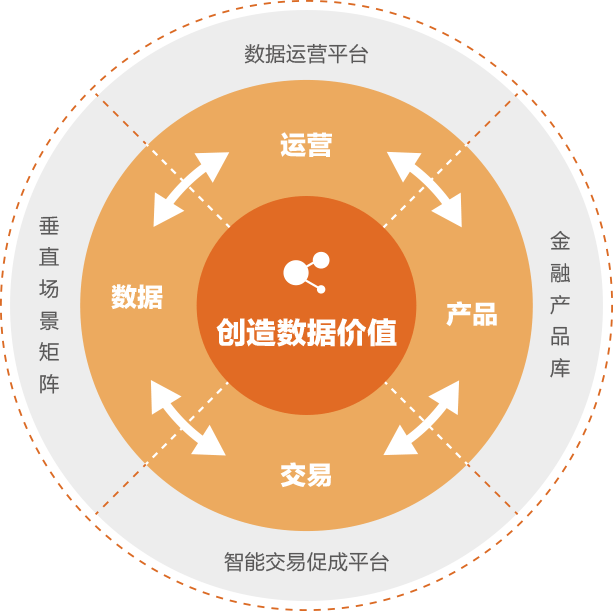 数据运营平台
运营
垂直场景矩阵
数据
创造数据价值
产品
金融产品库
交易
智能交易促成平台